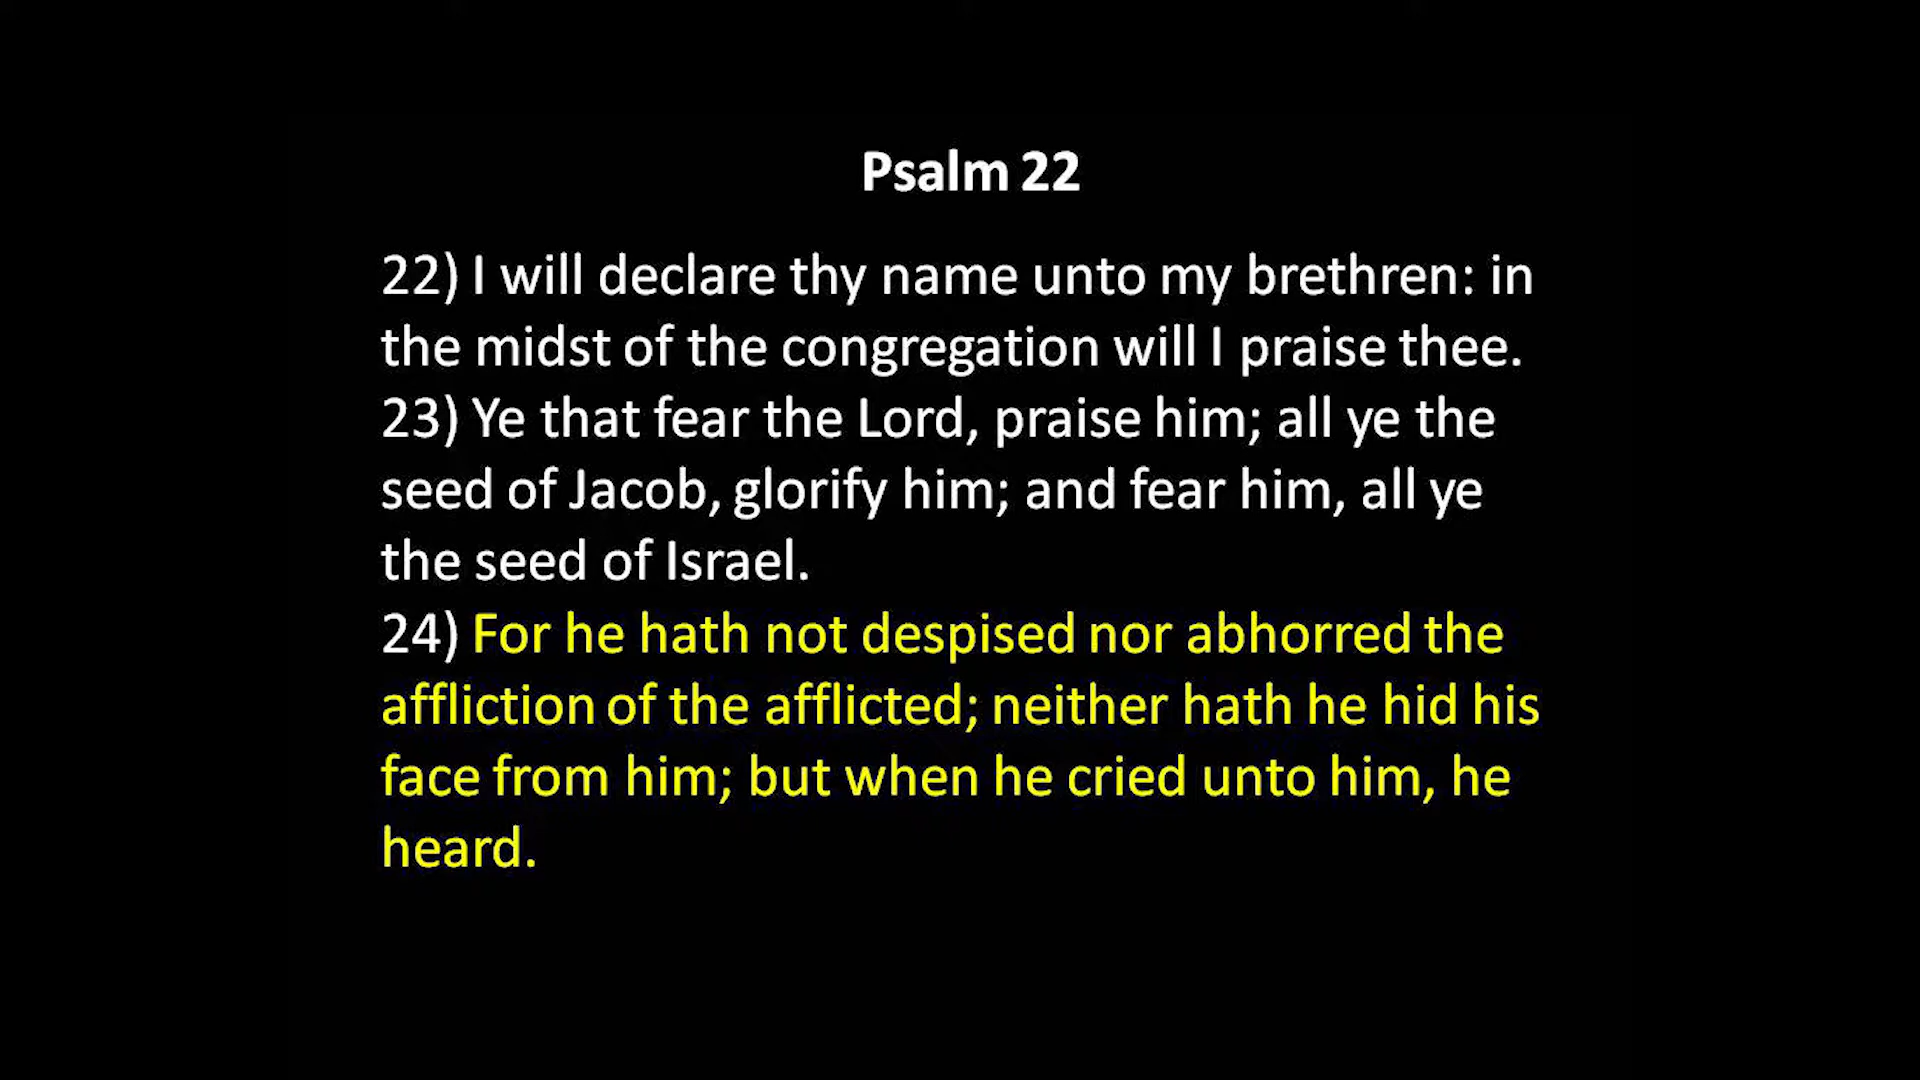 Psalm 22
22) I will declare thy name unto my brethren: in
the midst of the congregation will I praise thee.
23) Ye that fear the Lord, praise him; all ye the
seed of Jacob, glorify him; and fear him, all ye
the seed of Israel.
24) For he hath not despised nor abhorred the
affliction of the afflicted; neither hath he hid his
face from him; but when he cried unto him, he
heard.